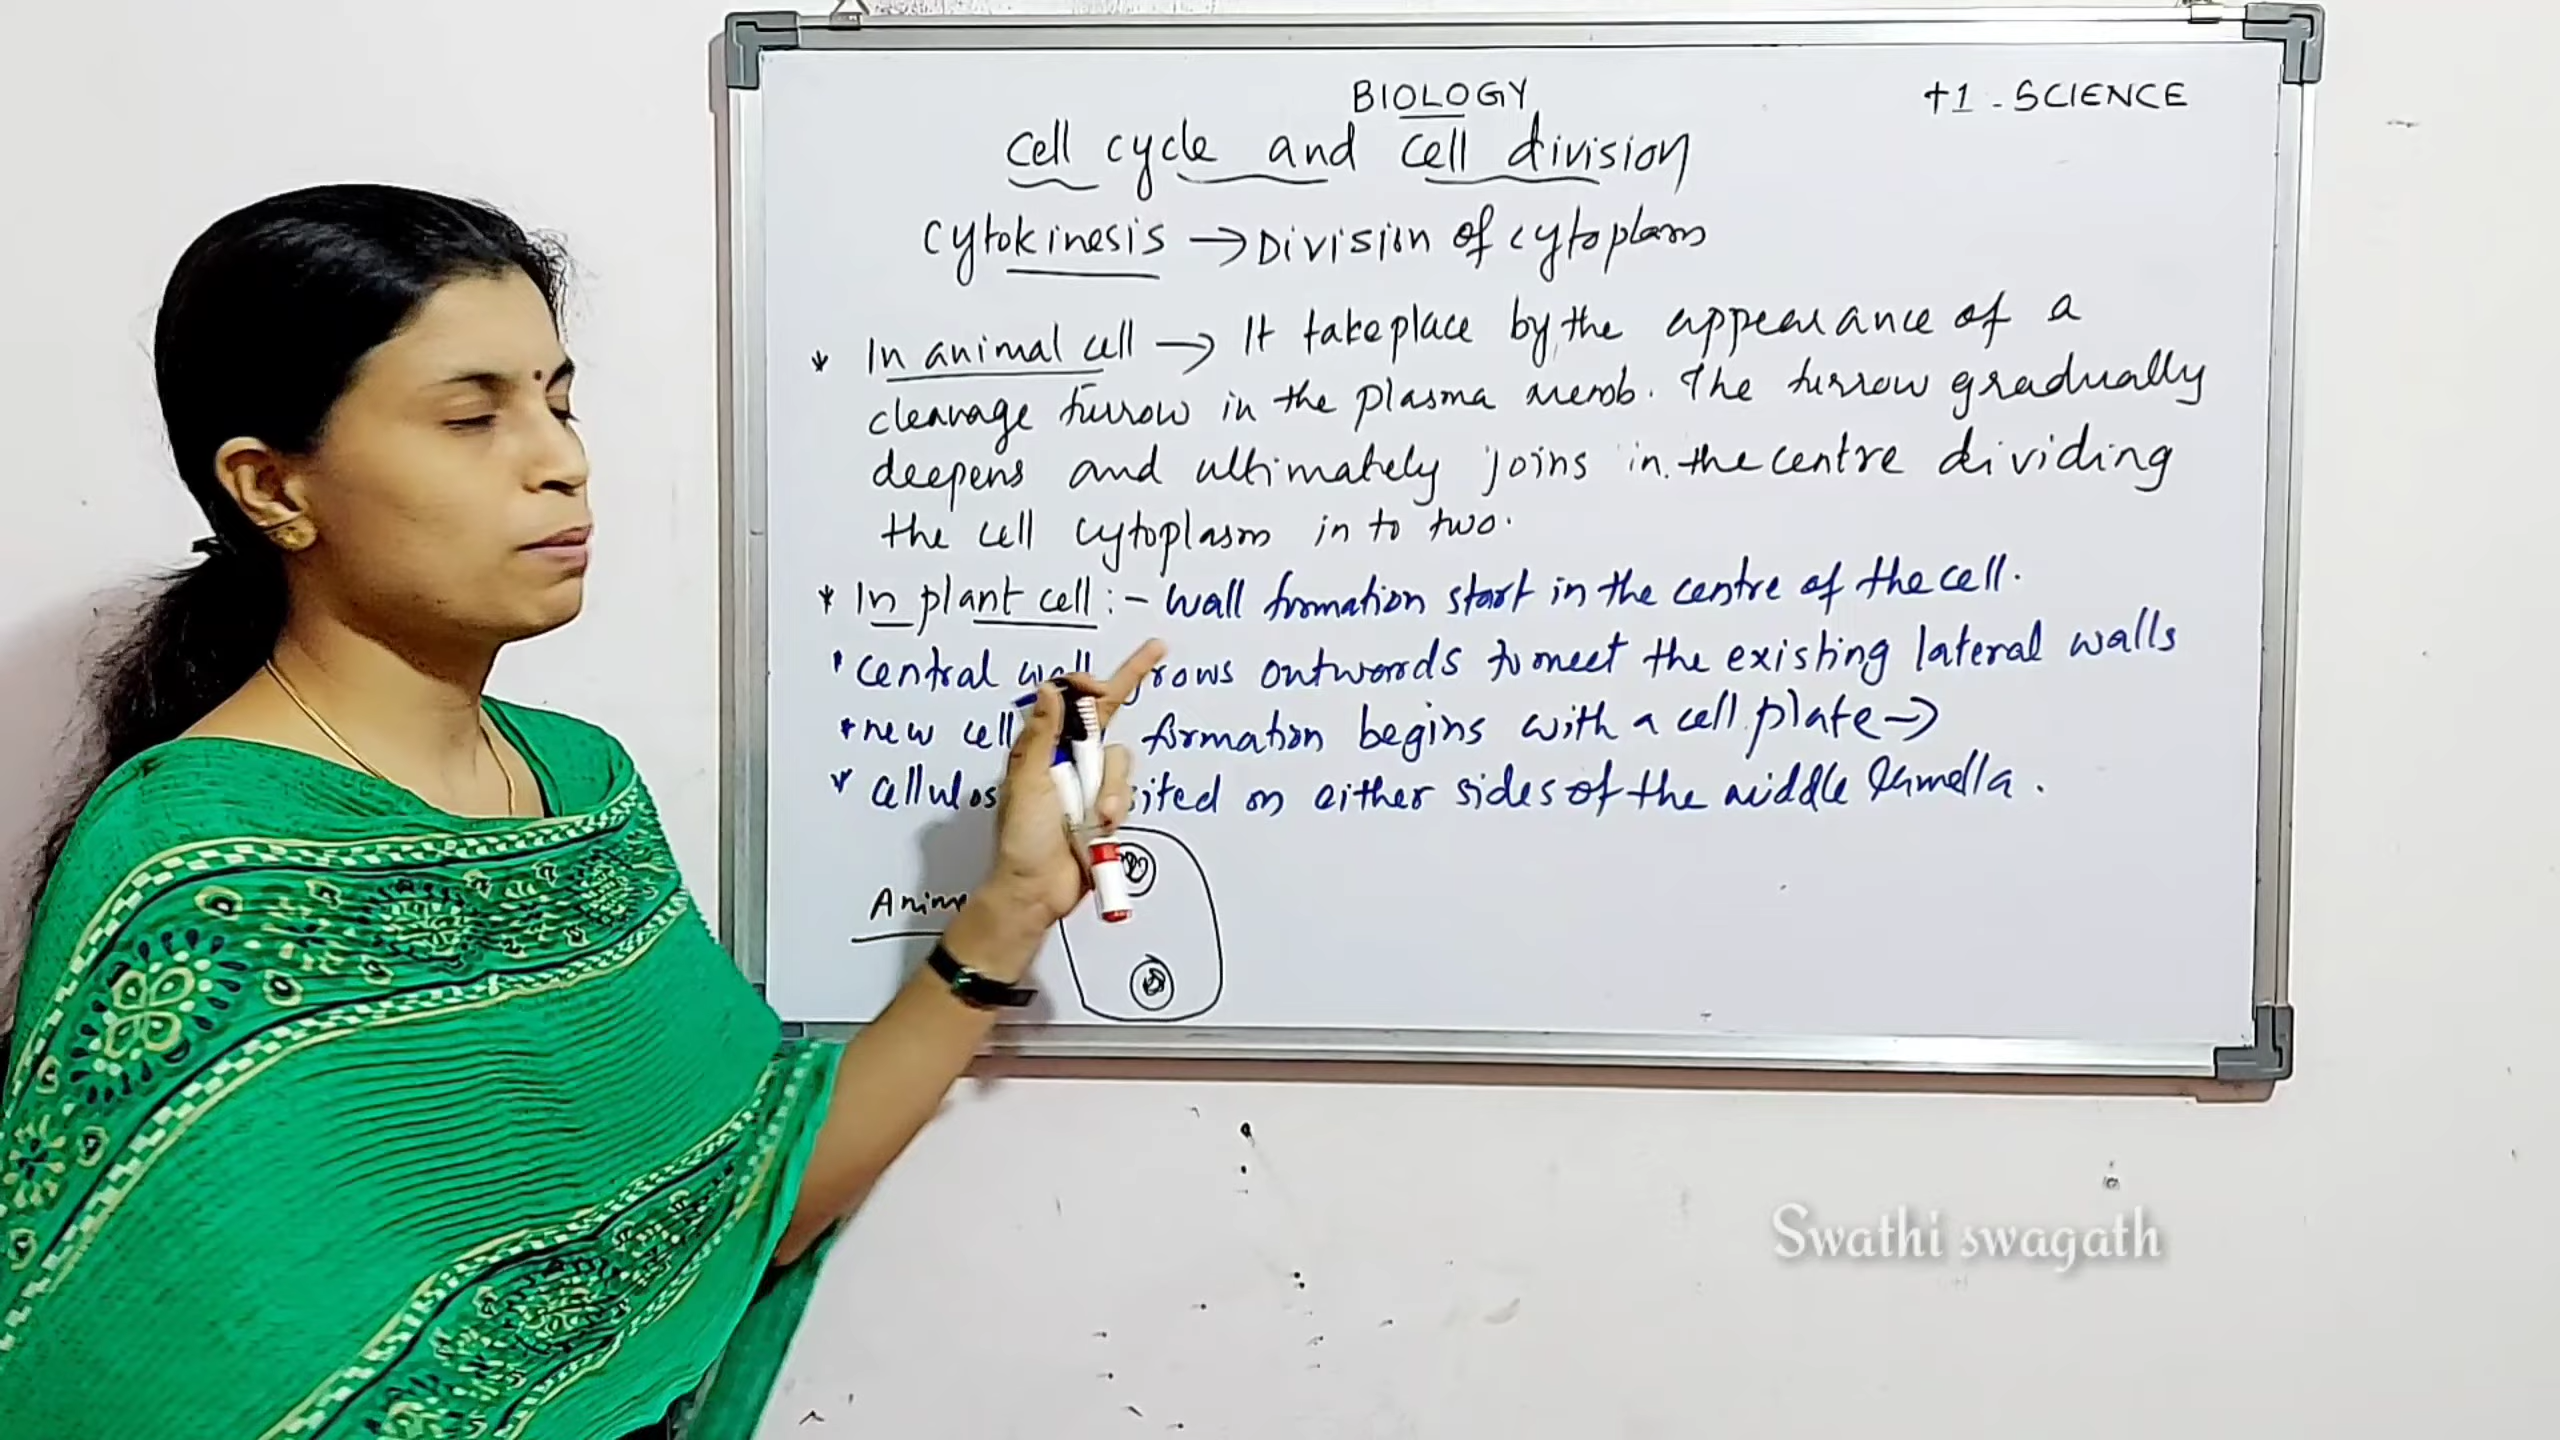 BIOLOGY
+1 - SCIENCE
Cell cycle and cell division
Cytokinesis → Division of cytoplasm
* In animal cell → It takeplace by the appearance of a
cleavage furrow in the plasma memb. The furrow gradually
deepens and ultimately joins in the centre dividing
the cell cytoplasm in to two.
* In plant cell :- wall formation start in the centre of the cell.
central grows outwards to meet the existing lateral walls
* new cell formation begins with a cell plate →
* on either sides of the middle lamella.
Swathi swagath